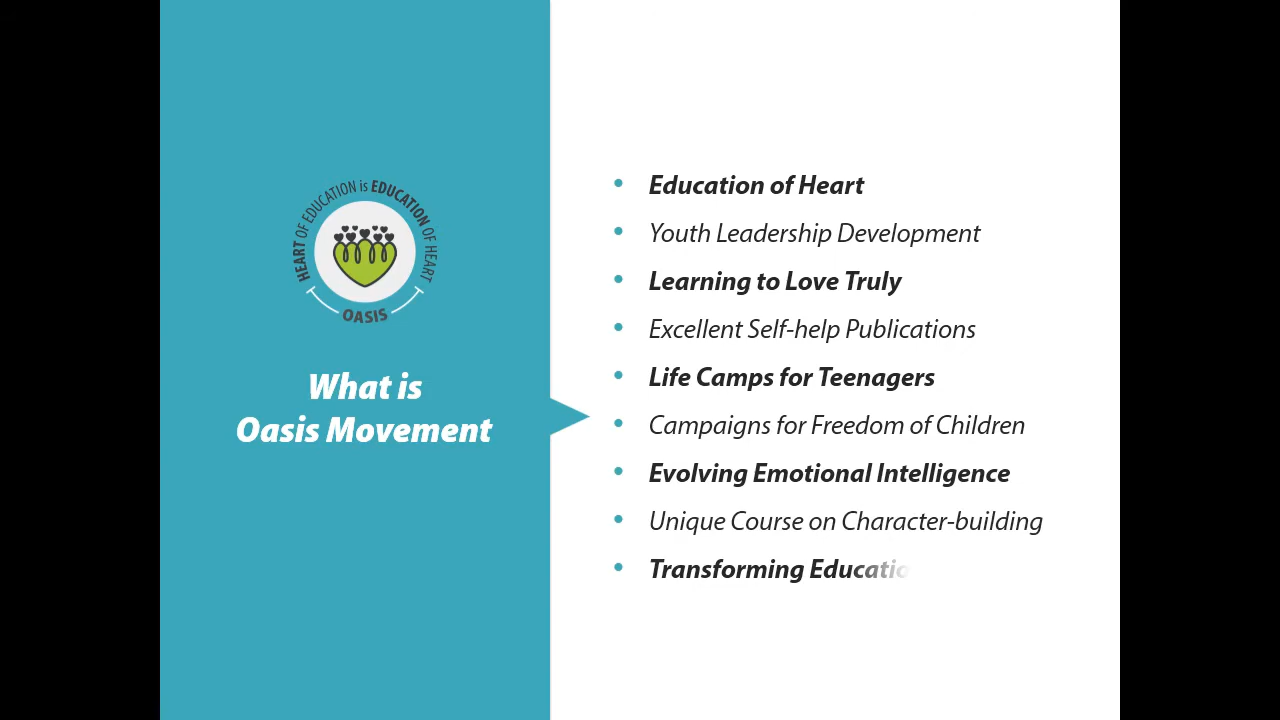 HEART OF EDUCATION is EDUCATION OF HEART
OASIS
What is
Oasis Movement
• Education of Heart
• Youth Leadership Development
• Learning to Love Truly
• Excellent Self-help Publications
• Life Camps for Teenagers
• Campaigns for Freedom of Children
• Evolving Emotional Intelligence
• Unique Course on Character-building
• Transforming Educatio